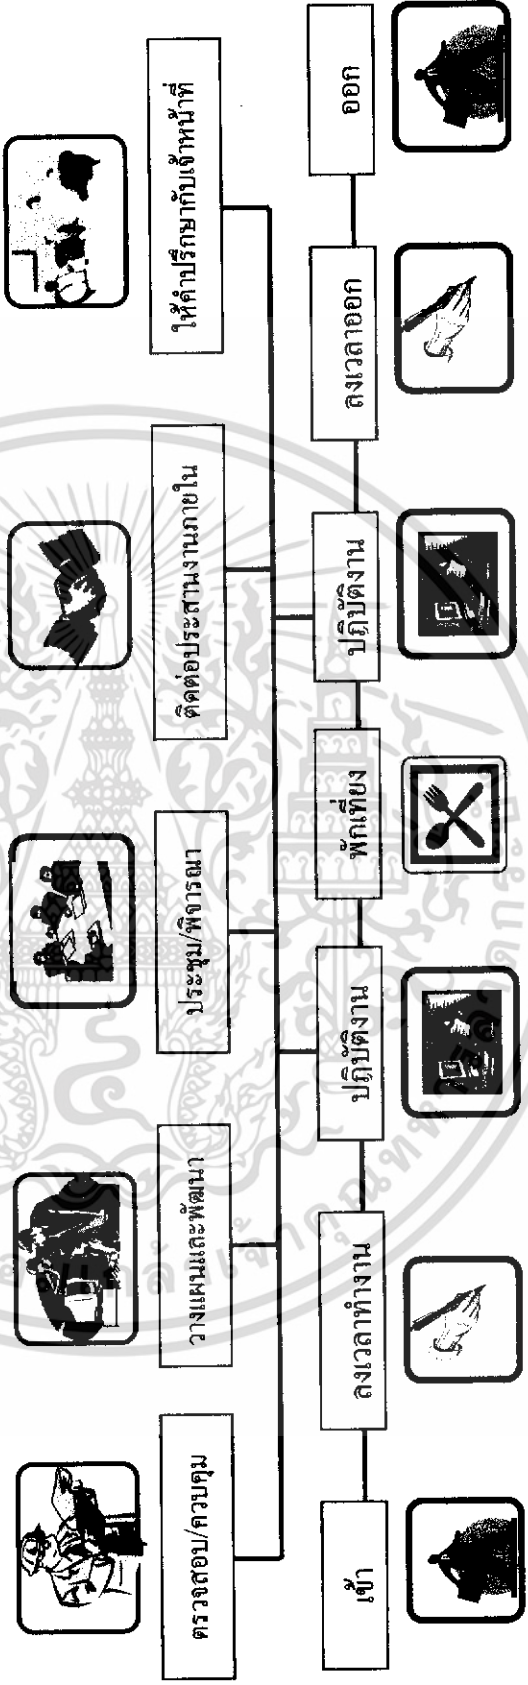 ตรวจสอบ/ควบคุม
วางแผนและพัฒนา
ประชุม/พิจารณา
ติดต่อประสานงานภายใน
ให้คำปรึกษากับเจ้าหน้าที่
เข้า
ลงเวลาทำงาน
ปฏิบัติงาน
พักเที่ยง
ปฏิบัติงาน
ลงเวลาออก
ออก